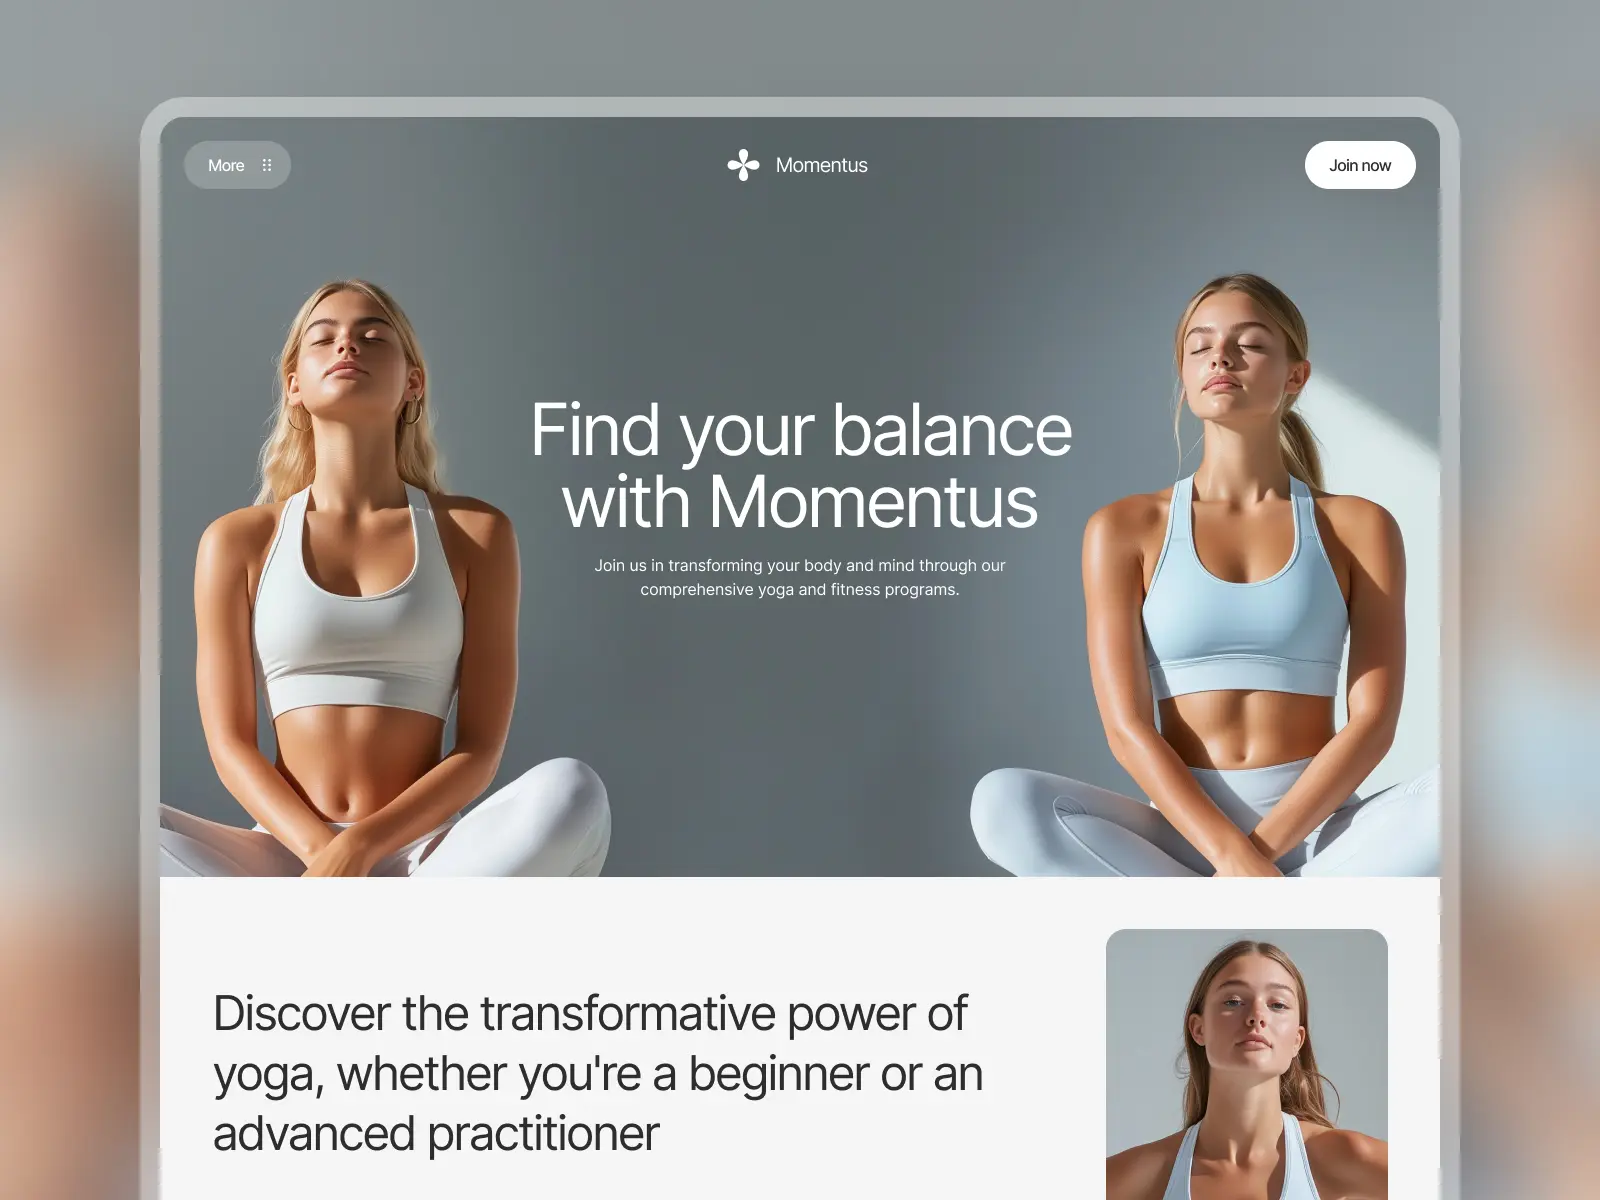 More
Momentus
Join now
Find your balance
with Momentus
Join us in transforming your body and mind through our
comprehensive yoga and fitness programs.
Discover the transformative power of
yoga, whether you're a beginner or an
advanced practitioner